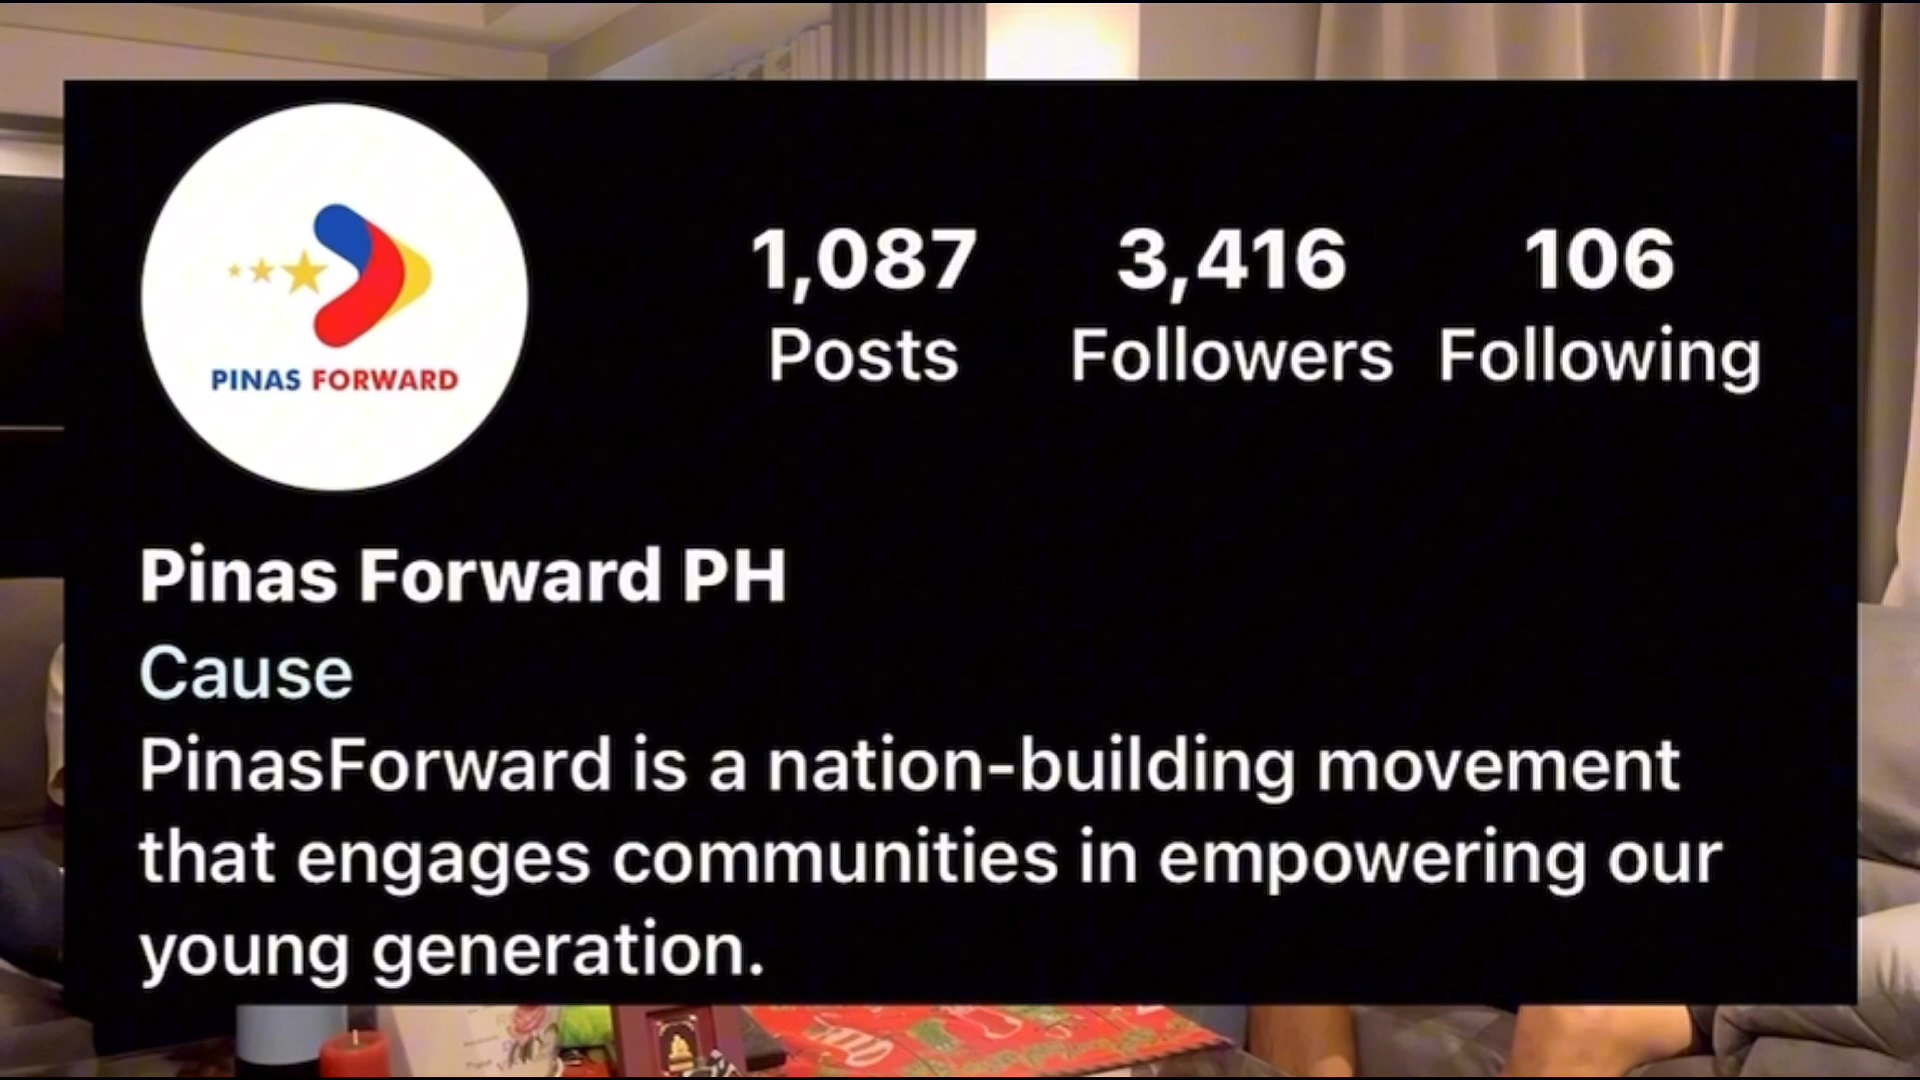 PINAS FORWARD
1,087 3,416 106
Posts Followers Following
Pinas Forward PH
Cause
PinasForward is a nation-building movement
that engages communities in empowering our
young generation.